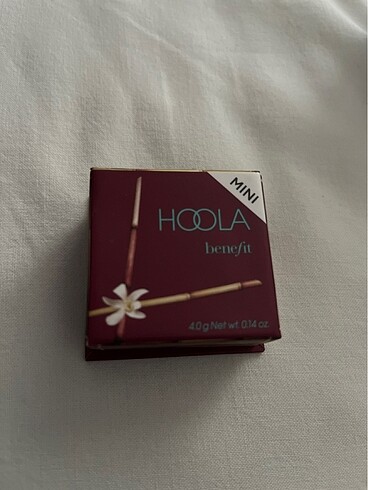 MINI
HOOLA
benefit
4.0 g Net wt. 0.14 oz.